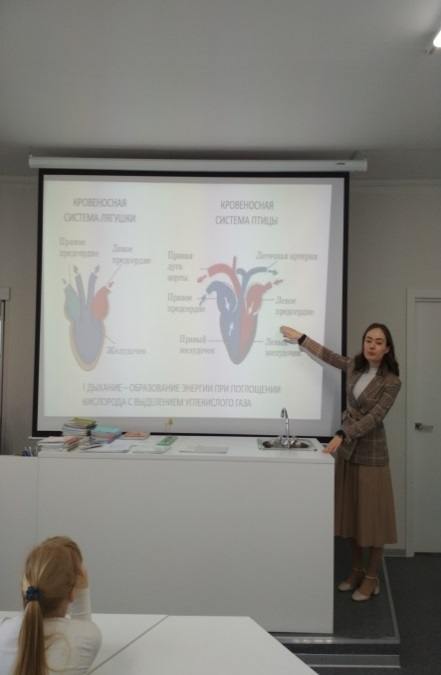 КРОВЕНОСНАЯ
СИСТЕМА ЛЯГУШКИ
Правое
предсердие
Левое
предсердие
Желудочек
КРОВЕНОСНАЯ
СИСТЕМА ПТИЦЫ
Правая
дуга
аорты
Легочная артерия
Правое
предсердие
Левое
предсердие
Правый
желудочек
Левый
желудочек
ДЫХАНИЕ – ОБРАЗОВАНИЕ ЭНЕРГИИ ПРИ ПОГЛОЩЕНИИ
КИСЛОРОДА С ВЫДЕЛЕНИЕМ УГЛЕКИСЛОГО ГАЗА